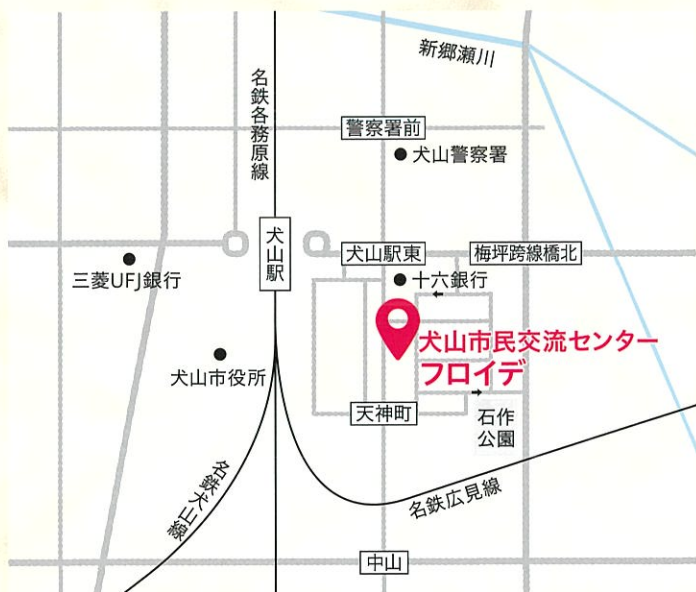 新郷瀬川
名鉄各務原線
警察署前
犬山警察署
犬山駅
犬山駅東
梅坪跨線橋北
三菱UFJ銀行
十六銀行
犬山市民交流センター
フロイデ
犬山市役所
天神町
石作
公園
名鉄犬山線
名鉄広見線
中山